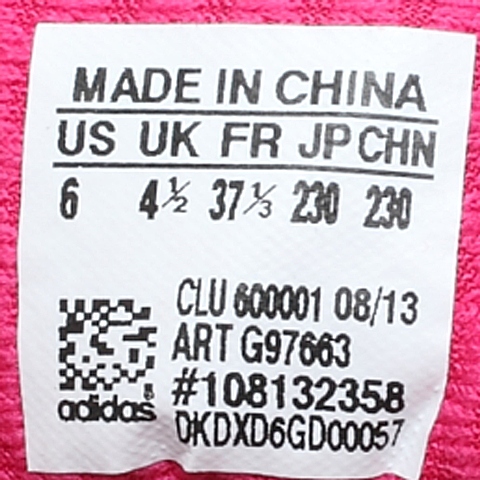 MADE IN CHINA
US UK FR JP CHN
6 4½ 37⅓ 230 230
CLU 600001 08/13
ART G97663
#108132358
adidas®
DKDXD6GD00057